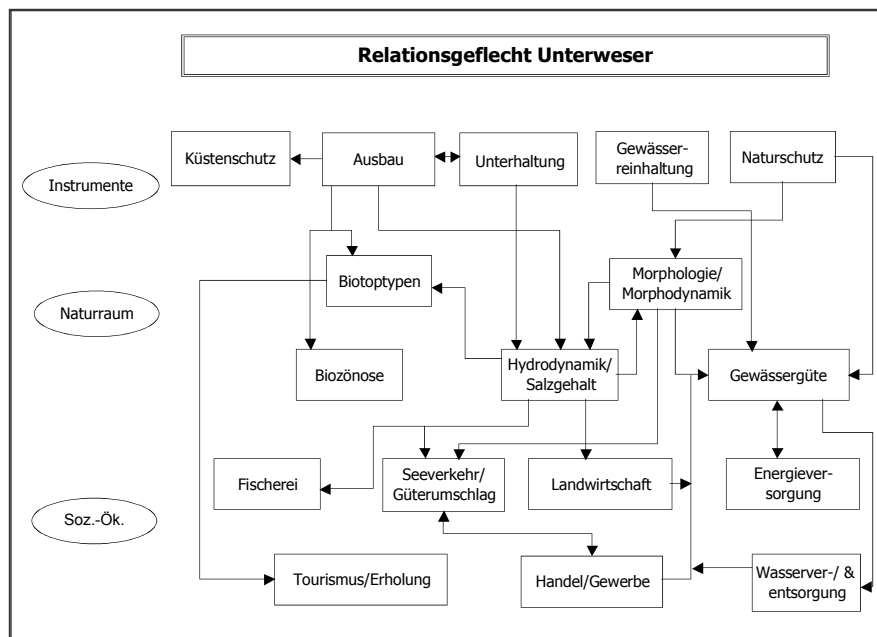 Relationsgeflecht Unterweser
Instrumente
Küstenschutz
Ausbau
Unterhaltung
Gewässer-
reinhaltung
Naturschutz
Naturraum
Biotoptypen
Morphologie/
Morphodynamik
Biozönose
Hydrodynamik/
Salzgehalt
Gewässergüte
Soz.-Ök.
Fischerei
Seeverkehr/
Güterumschlag
Landwirtschaft
Energiever-
sorgung
Tourismus/Erholung
Handel/Gewerbe
Wasserver-/ &
entsorgung